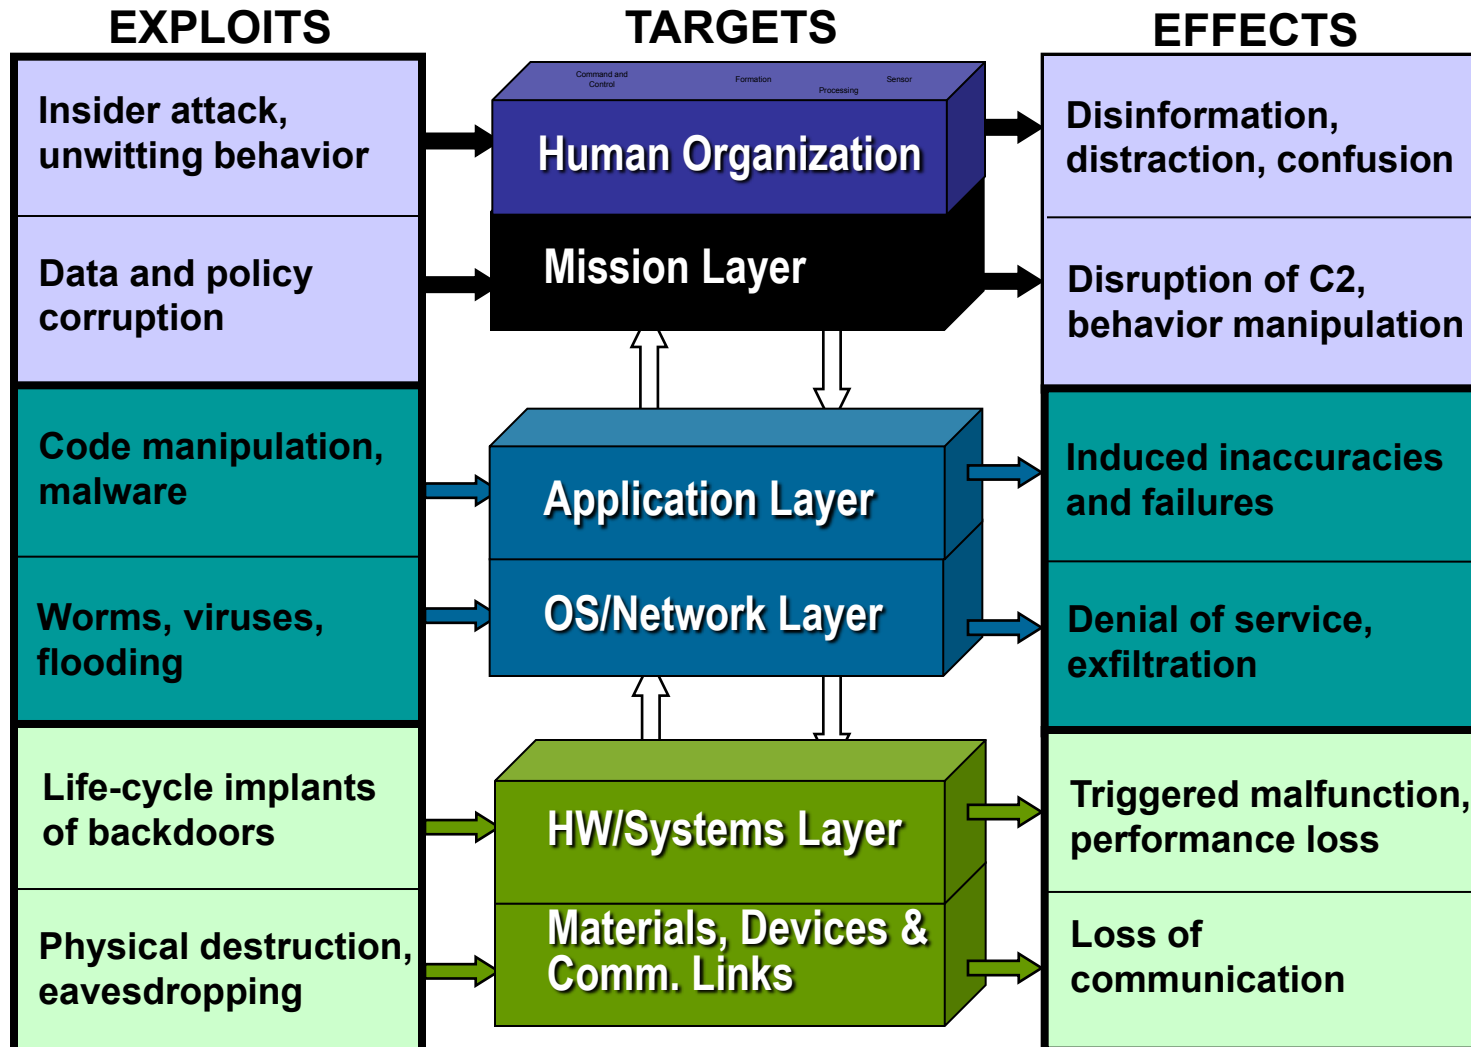 EXPLOITS
TARGETS
EFFECTS
Insider attack,
unwitting behavior
Command and
Control
Formation
Processing
Sensor
Human Organization
Disinformation,
distraction, confusion
Data and policy
corruption
Mission Layer
Disruption of C2,
behavior manipulation
Code manipulation,
malware
Application Layer
Induced inaccuracies
and failures
Worms, viruses,
flooding
OS/Network Layer
Denial of service,
exfiltration
Life-cycle implants
of backdoors
HW/Systems Layer
Triggered malfunction,
performance loss
Physical destruction,
eavesdropping
Materials, Devices &
Comm. Links
Loss of
communication